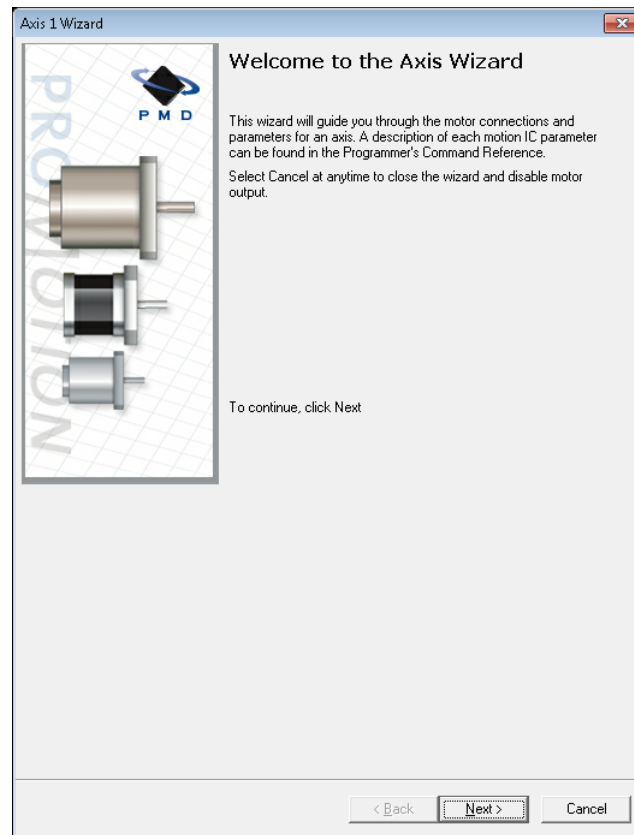 Axis 1 Wizard
PMD
PRO-MOTION
Welcome to the Axis Wizard
This wizard will guide you through the motor connections and
parameters for an axis. A description of each motion IC parameter
can be found in the Programmer's Command Reference.
Select Cancel at anytime to close the wizard and disable motor
output.
To continue, click Next
< Back
Next >
Cancel